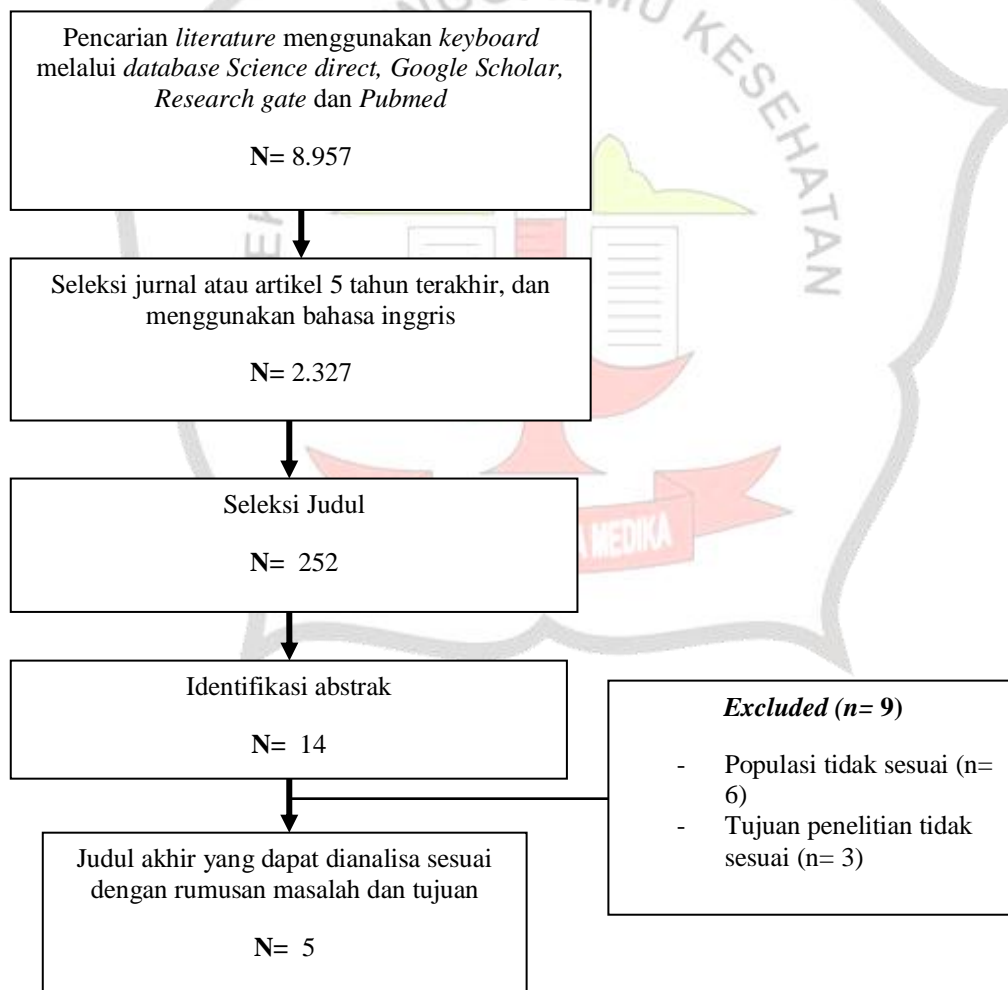 Pencarian literature menggunakan keyboard
melalui database Science direct, Google Scholar,
Research gate dan Pubmed
N= 8.957
Seleksi jurnal atau artikel 5 tahun terakhir, dan
menggunakan bahasa inggris
N= 2.327
Seleksi Judul
N= 252
Identifikasi abstrak
N= 14
Excluded (n= 9)
- Populasi tidak sesuai (n=
6)
- Tujuan penelitian tidak
sesuai (n= 3)
Judul akhir yang dapat dianalisa sesuai
dengan rumusan masalah dan tujuan
N= 5
KESEHATAN
MEDIKA